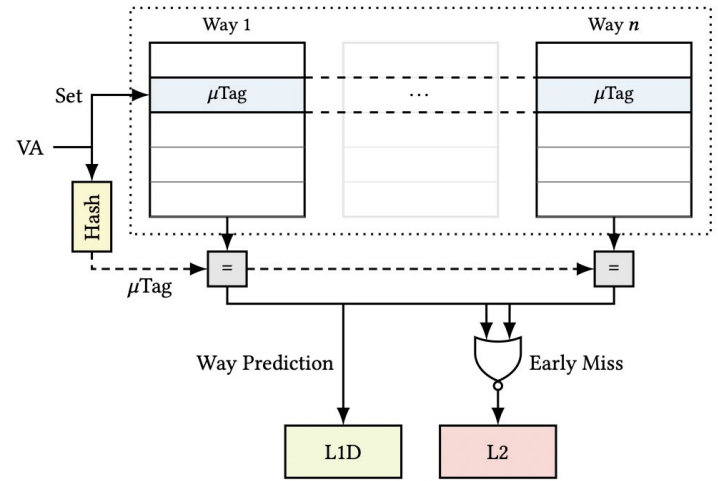 Way 1
Way n
Set
μTag
...
μTag
VA
Hash
=
=
μTag
Way Prediction
Early Miss
L1D
L2